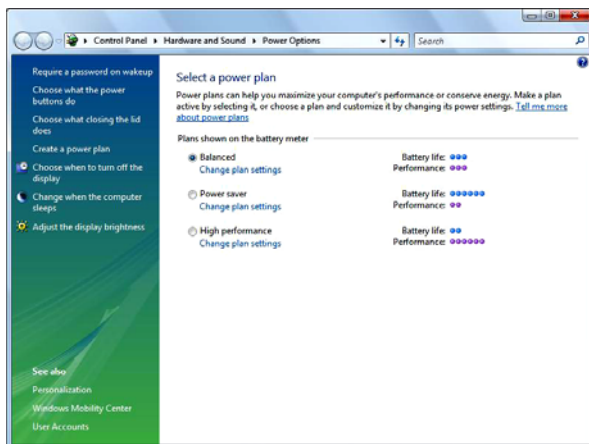 Control Panel ▸ Hardware and Sound ▸ Power Options
Search
Require a password on wakeup
Choose what the power
buttons do
Choose what closing the lid
does
Create a power plan
Choose when to turn off the
display
Change when the computer
sleeps
Adjust the display brightness
See also
Personalization
Windows Mobility Center
User Accounts
Select a power plan
Power plans can help you maximize your computer's performance or conserve energy. Make a plan
active by selecting it, or choose a plan and customize it by changing its power settings. Tell me more
about power plans
Plans shown on the battery meter
Balanced Battery life:
Change plan settings Performance:
Power saver Battery life:
Change plan settings Performance:
High performance Battery life:
Change plan settings Performance: